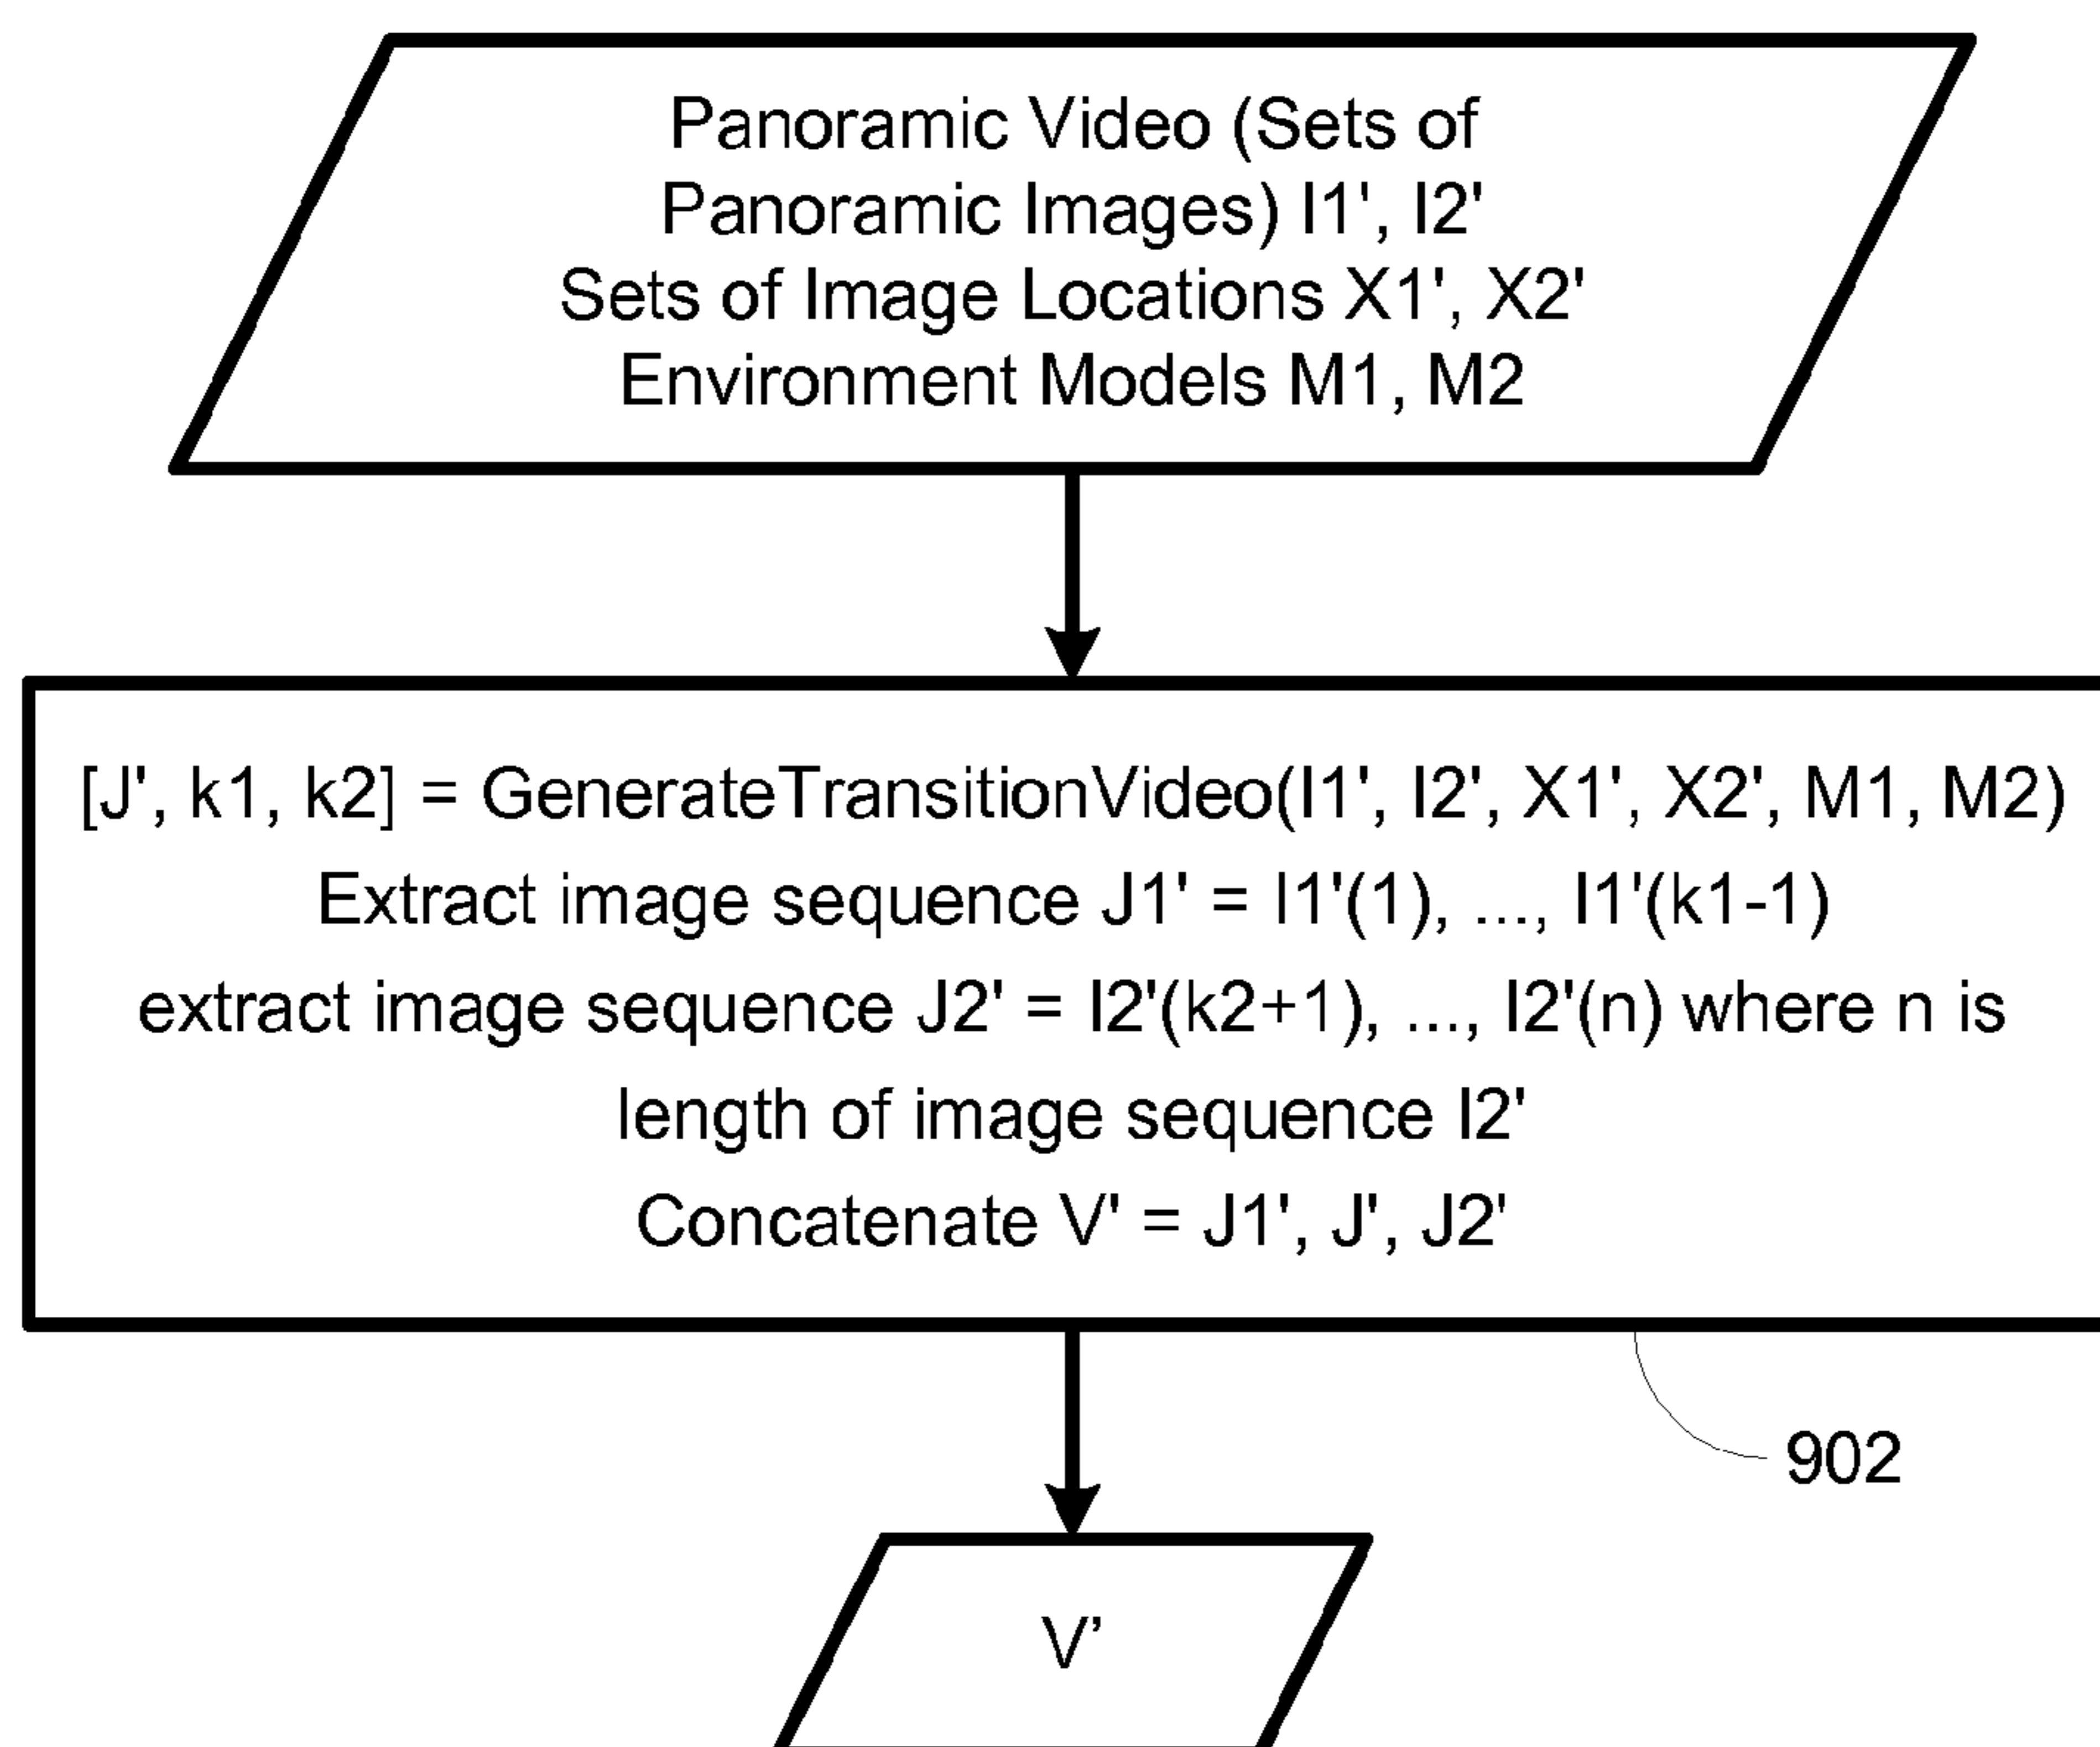 Panoramic Video (Sets of
Panoramic Images) I1', I2'
Sets of Image Locations X1', X2'
Environment Models M1, M2
[J', k1, k2] = GenerateTransitionVideo(I1', I2', X1', X2', M1, M2)
Extract image sequence J1' = I1'(1), ..., I1'(k1-1)
extract image sequence J2' = I2'(k2+1), ..., I2'(n) where n is
length of image sequence I2'
Concatenate V' = J1', J', J2'
902
V’